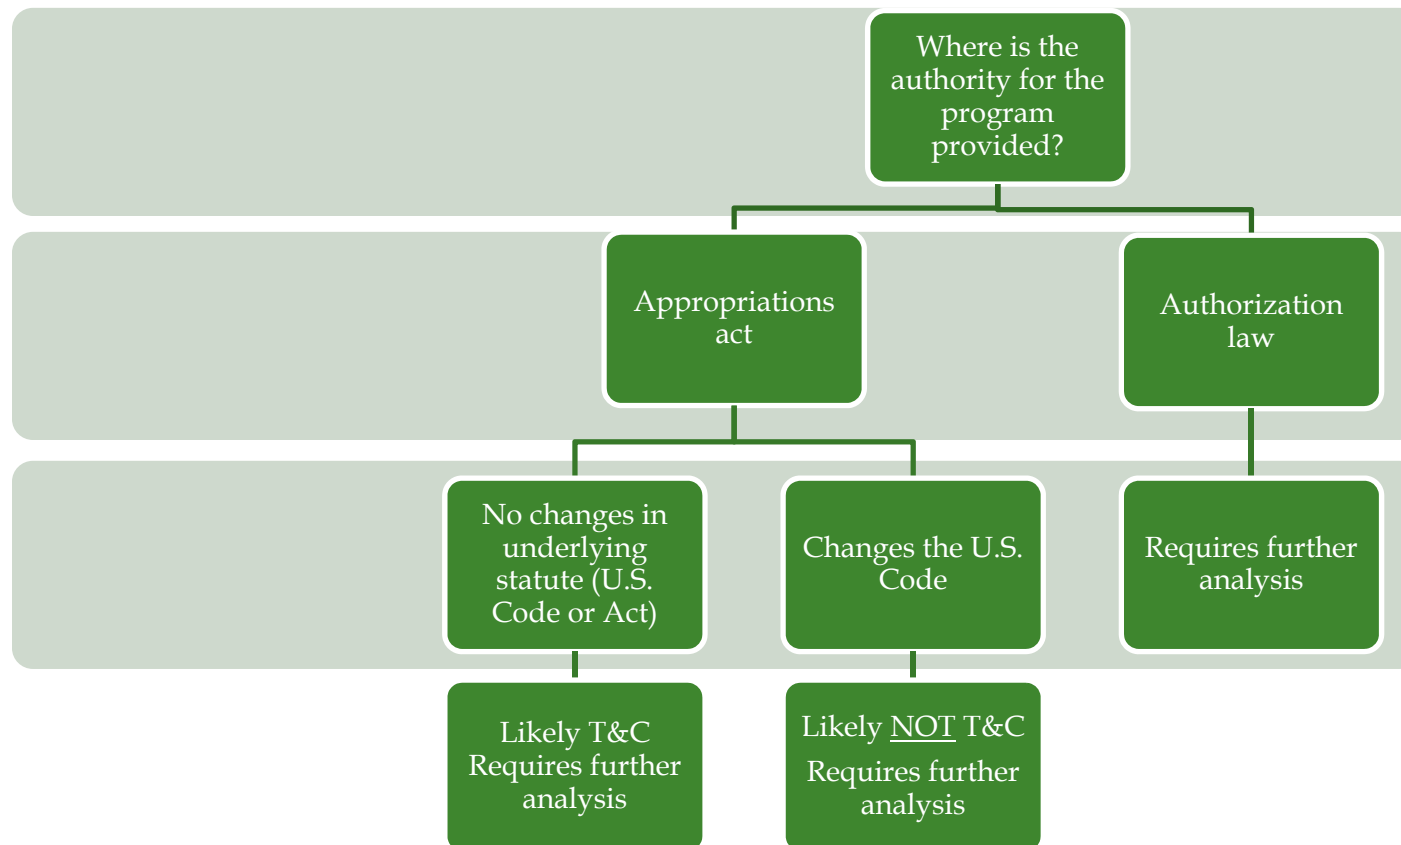 Where is the
authority for the
program
provided?
Appropriations
act
Authorization
law
No changes in
underlying
statute (U.S.
Code or Act)
Changes the U.S.
Code
Requires further
analysis
Likely T&C
Requires further
analysis
Likely NOT T&C
Requires further
analysis